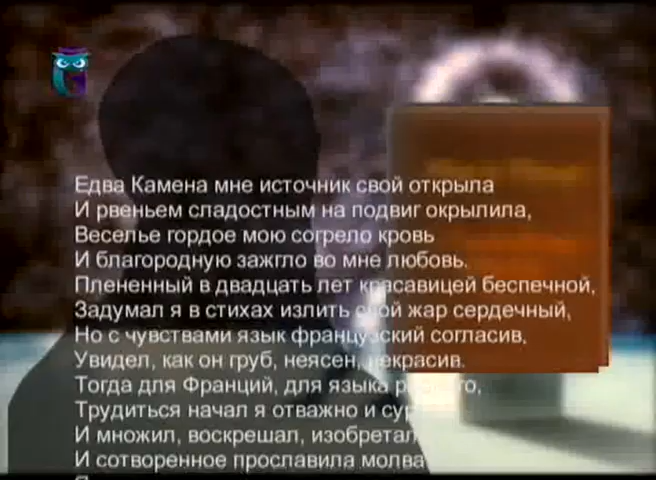 Едва Камена мне источник свой открыла
И рвеньем сладостным на подвиг окрылила,
Веселье гордое мою согрело кровь
И благородную зажгло во мне любовь.
Плененный в двадцать лет красавицей беспечной,
Задумал я в стихах излить свой жар сердечный,
Но с чувствами язык французский согласив,
Увидел, как он груб, неясен, некрасив.
Тогда для Франций, для языка
Трудиться начал я отважно и
И множил, воскрешал, изобретал
И сотворенное прославила молва